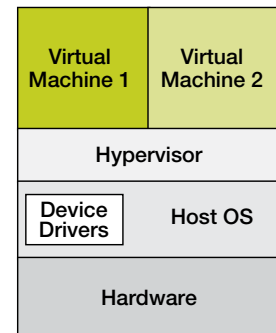 Virtual
Machine 1
Virtual
Machine 2
Hypervisor
Device
Drivers
Host OS
Hardware